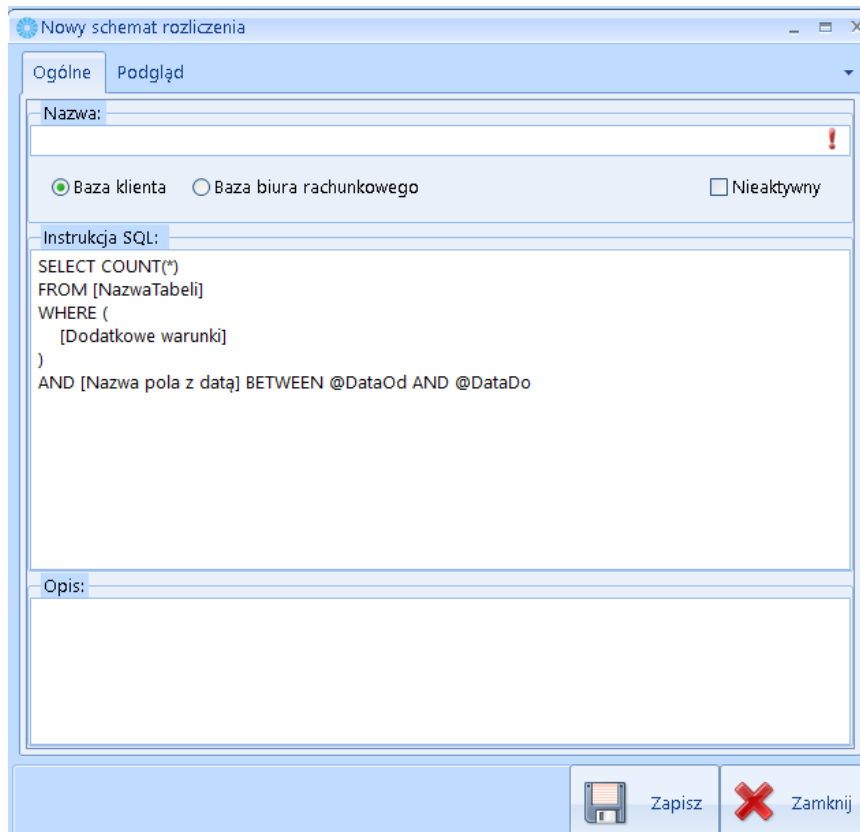 Nowy schemat rozliczenia
Ogólne Podgląd
Nazwa:
Baza klienta Baza biura rachunkowego Nieaktywny
Instrukcja SQL:
SELECT COUNT(*)
FROM [NazwaTabeli]
WHERE (
[Dodatkowe warunki]
)
AND [Nazwa pola z datą] BETWEEN @DataOd AND @DataDo
Opis:
Zapisz Zamknij